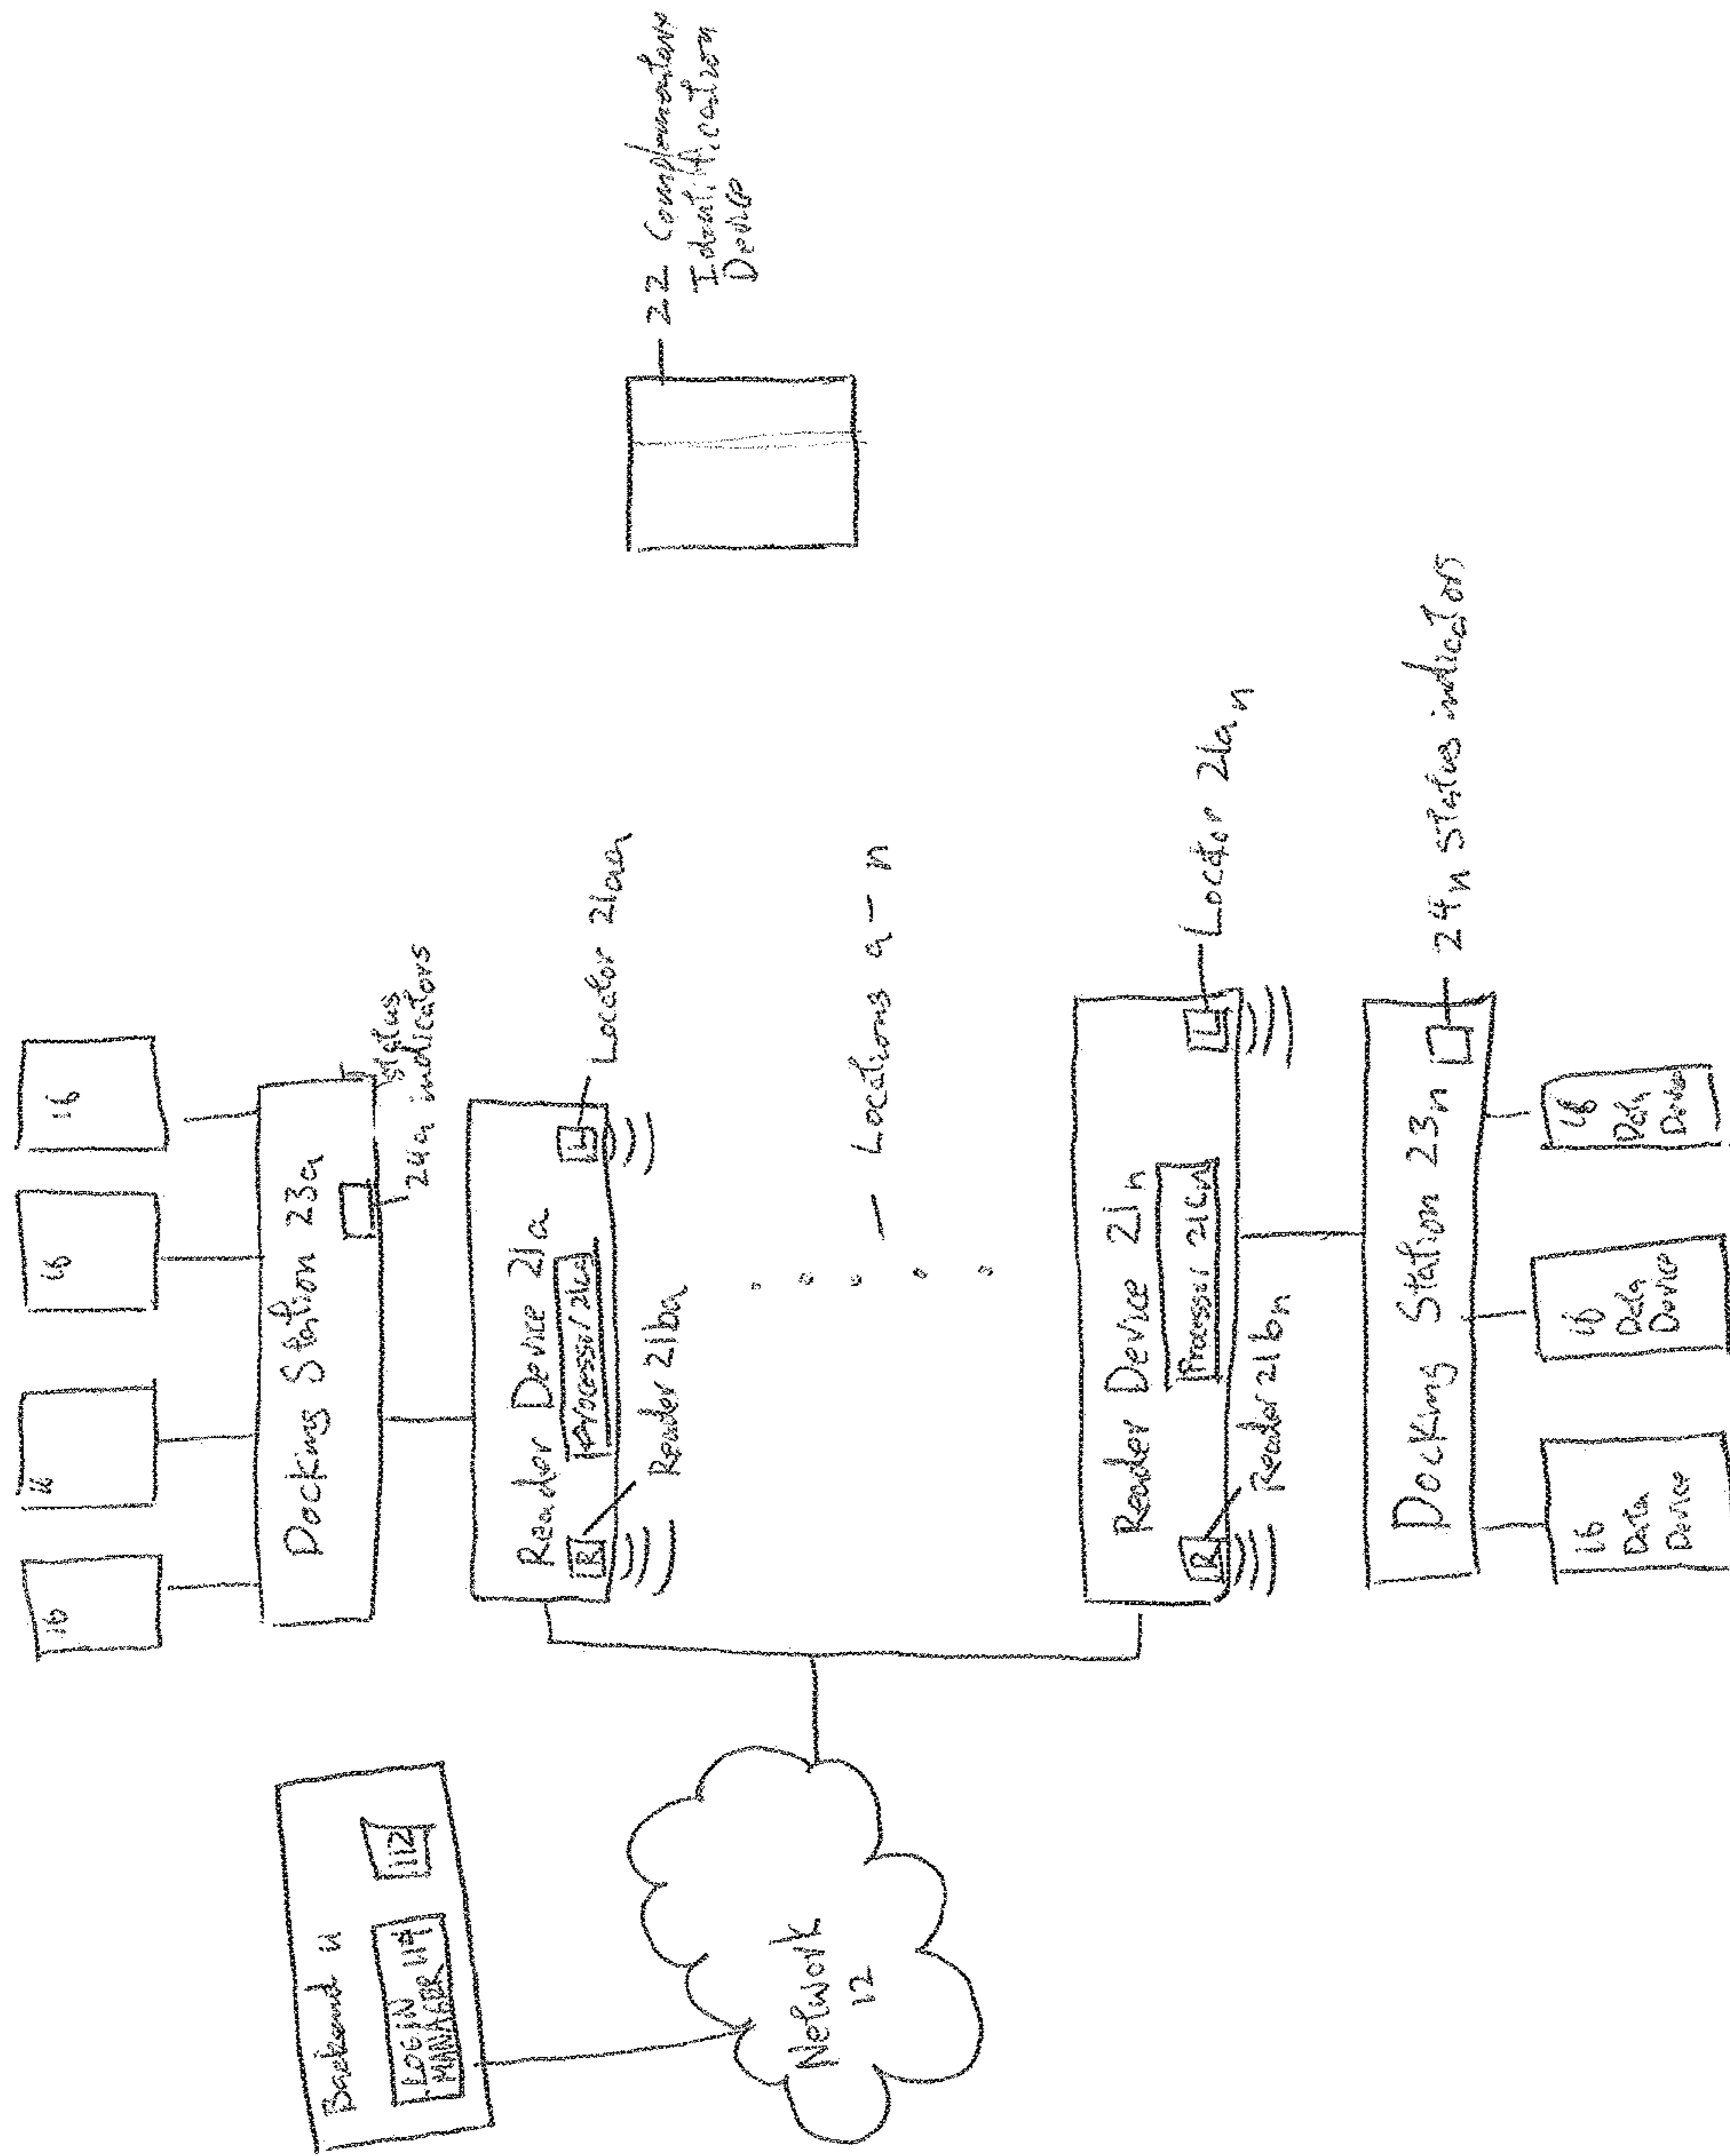 16
16
16
16
Docking Station 23a
24a
Status
indicators
Backend 11
LOGIN
MANAGER 114
112
Reader Device 21a
Processor 21ca
R
L
Reader 21ba
Locator 21aa
22 Complementary
Identification
Device
Network
12
— Locations a - n
Reader Device 21n
Processor 21cn
R
L
Reader 21bn
Locator 21an
Docking Station 23n
24n Status indicators
16
Data
Device
16
Data
Device
16
Data
Device